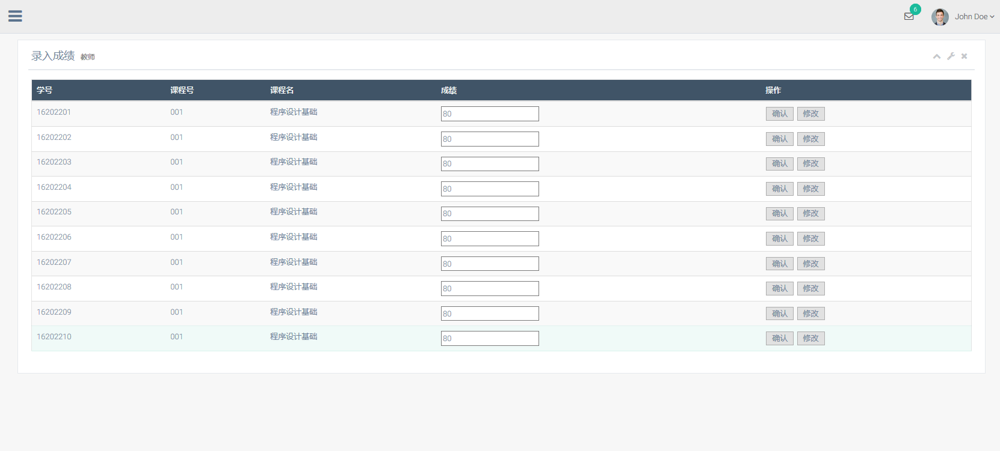 6
John Doe
录入成绩 教师
学号 课程号 课程名 成绩 操作
16202201 001 程序设计基础 80 确认 修改
16202202 001 程序设计基础 80 确认 修改
16202203 001 程序设计基础 80 确认 修改
16202204 001 程序设计基础 80 确认 修改
16202205 001 程序设计基础 80 确认 修改
16202206 001 程序设计基础 80 确认 修改
16202207 001 程序设计基础 80 确认 修改
16202208 001 程序设计基础 80 确认 修改
16202209 001 程序设计基础 80 确认 修改
16202210 001 程序设计基础 80 确认 修改